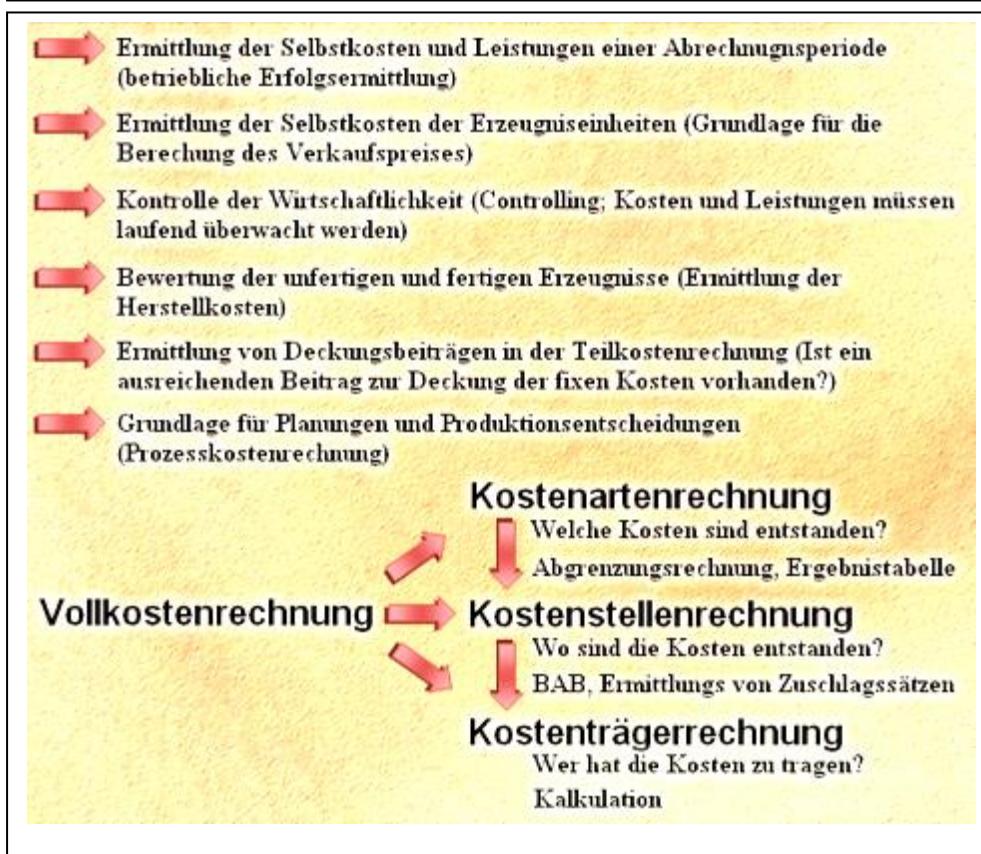 Ermittlung der Selbstkosten und Leistungen einer Abrechnugnsperiode
(betriebliche Erfolgsermittlung)
Ermittlung der Selbstkosten der Erzeugniseinheiten (Grundlage für die
Berechung des Verkaufspreises)
Kontrolle der Wirtschaftlichkeit (Controlling; Kosten und Leistungen müssen
laufend überwacht werden)
Bewertung der unfertigen und fertigen Erzeugnisse (Ermittlung der
Herstellkosten)
Ermittlung von Deckungsbeiträgen in der Teilkostenrechnung (Ist ein
ausreichenden Beitrag zur Deckung der fixen Kosten vorhanden?)
Grundlage für Planungen und Produktionsentscheidungen
(Prozesskostenrechnung)
Kostenartenrechnung
Welche Kosten sind entstanden?
Abgrenzungsrechnung, Ergebnistabelle
Vollkostenrechnung
Kostenstellenrechnung
Wo sind die Kosten entstanden?
BAB, Ermittlungs von Zuschlagssätzen
Kostenträgerrechnung
Wer hat die Kosten zu tragen?
Kalkulation